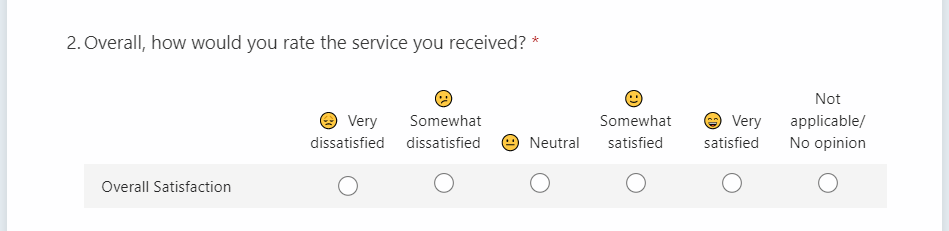 2. Overall, how would you rate the service you received? *
Very dissatisfied
Somewhat dissatisfied
Neutral
Somewhat satisfied
Very satisfied
Not applicable/ No opinion
Overall Satisfaction